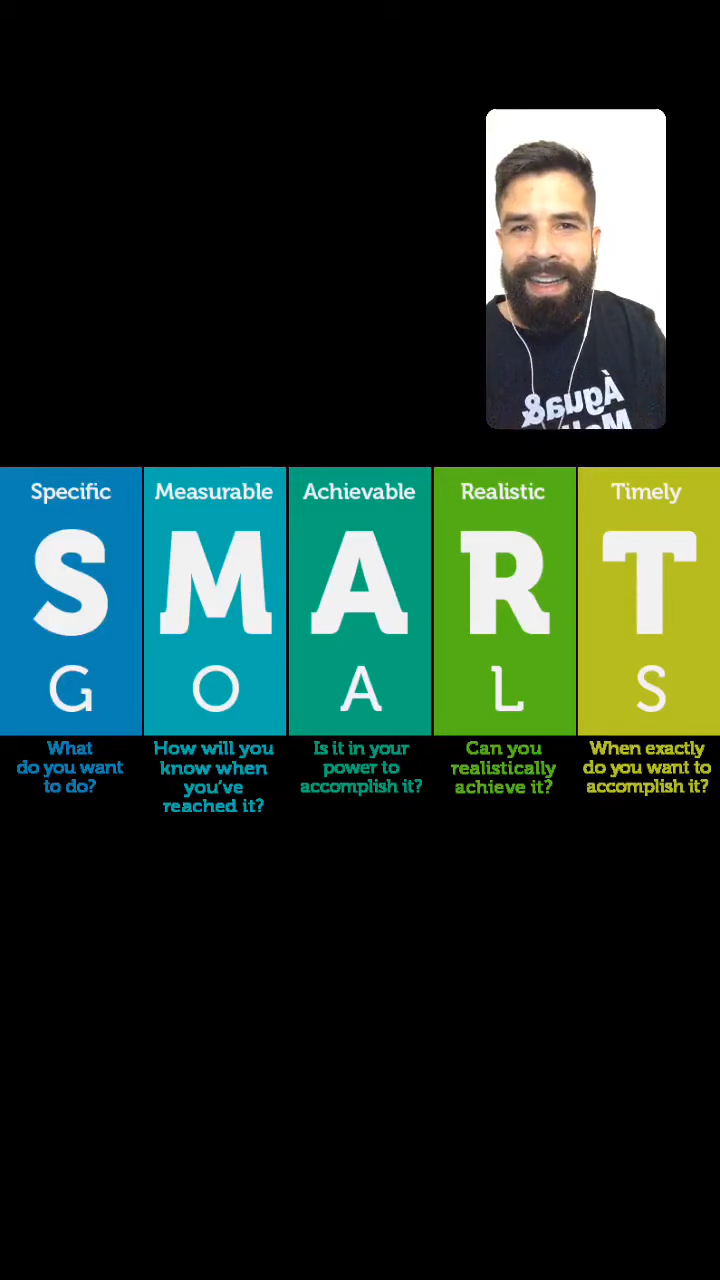 Água&
Specific
Measurable
Achievable
Realistic
Timely
S
M
A
R
T
G
O
A
L
S
What
do you want
to do?
How will you
know when
you've
reached it?
Is it in your
power to
accomplish it?
Can you
realistically
achieve it?
When exactly
do you want to
accomplish it?